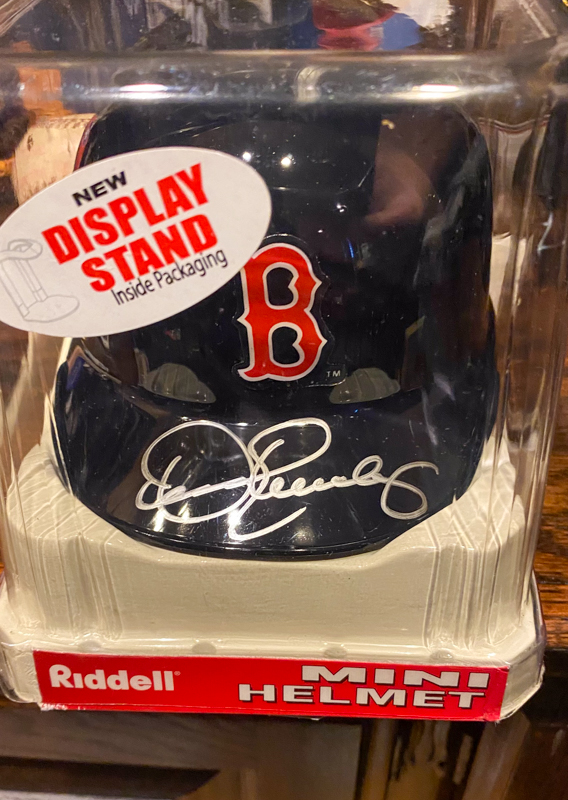 NEW
DISPLAY
STAND
Inside Packaging
B
TM
Riddell
MINI
HELMET